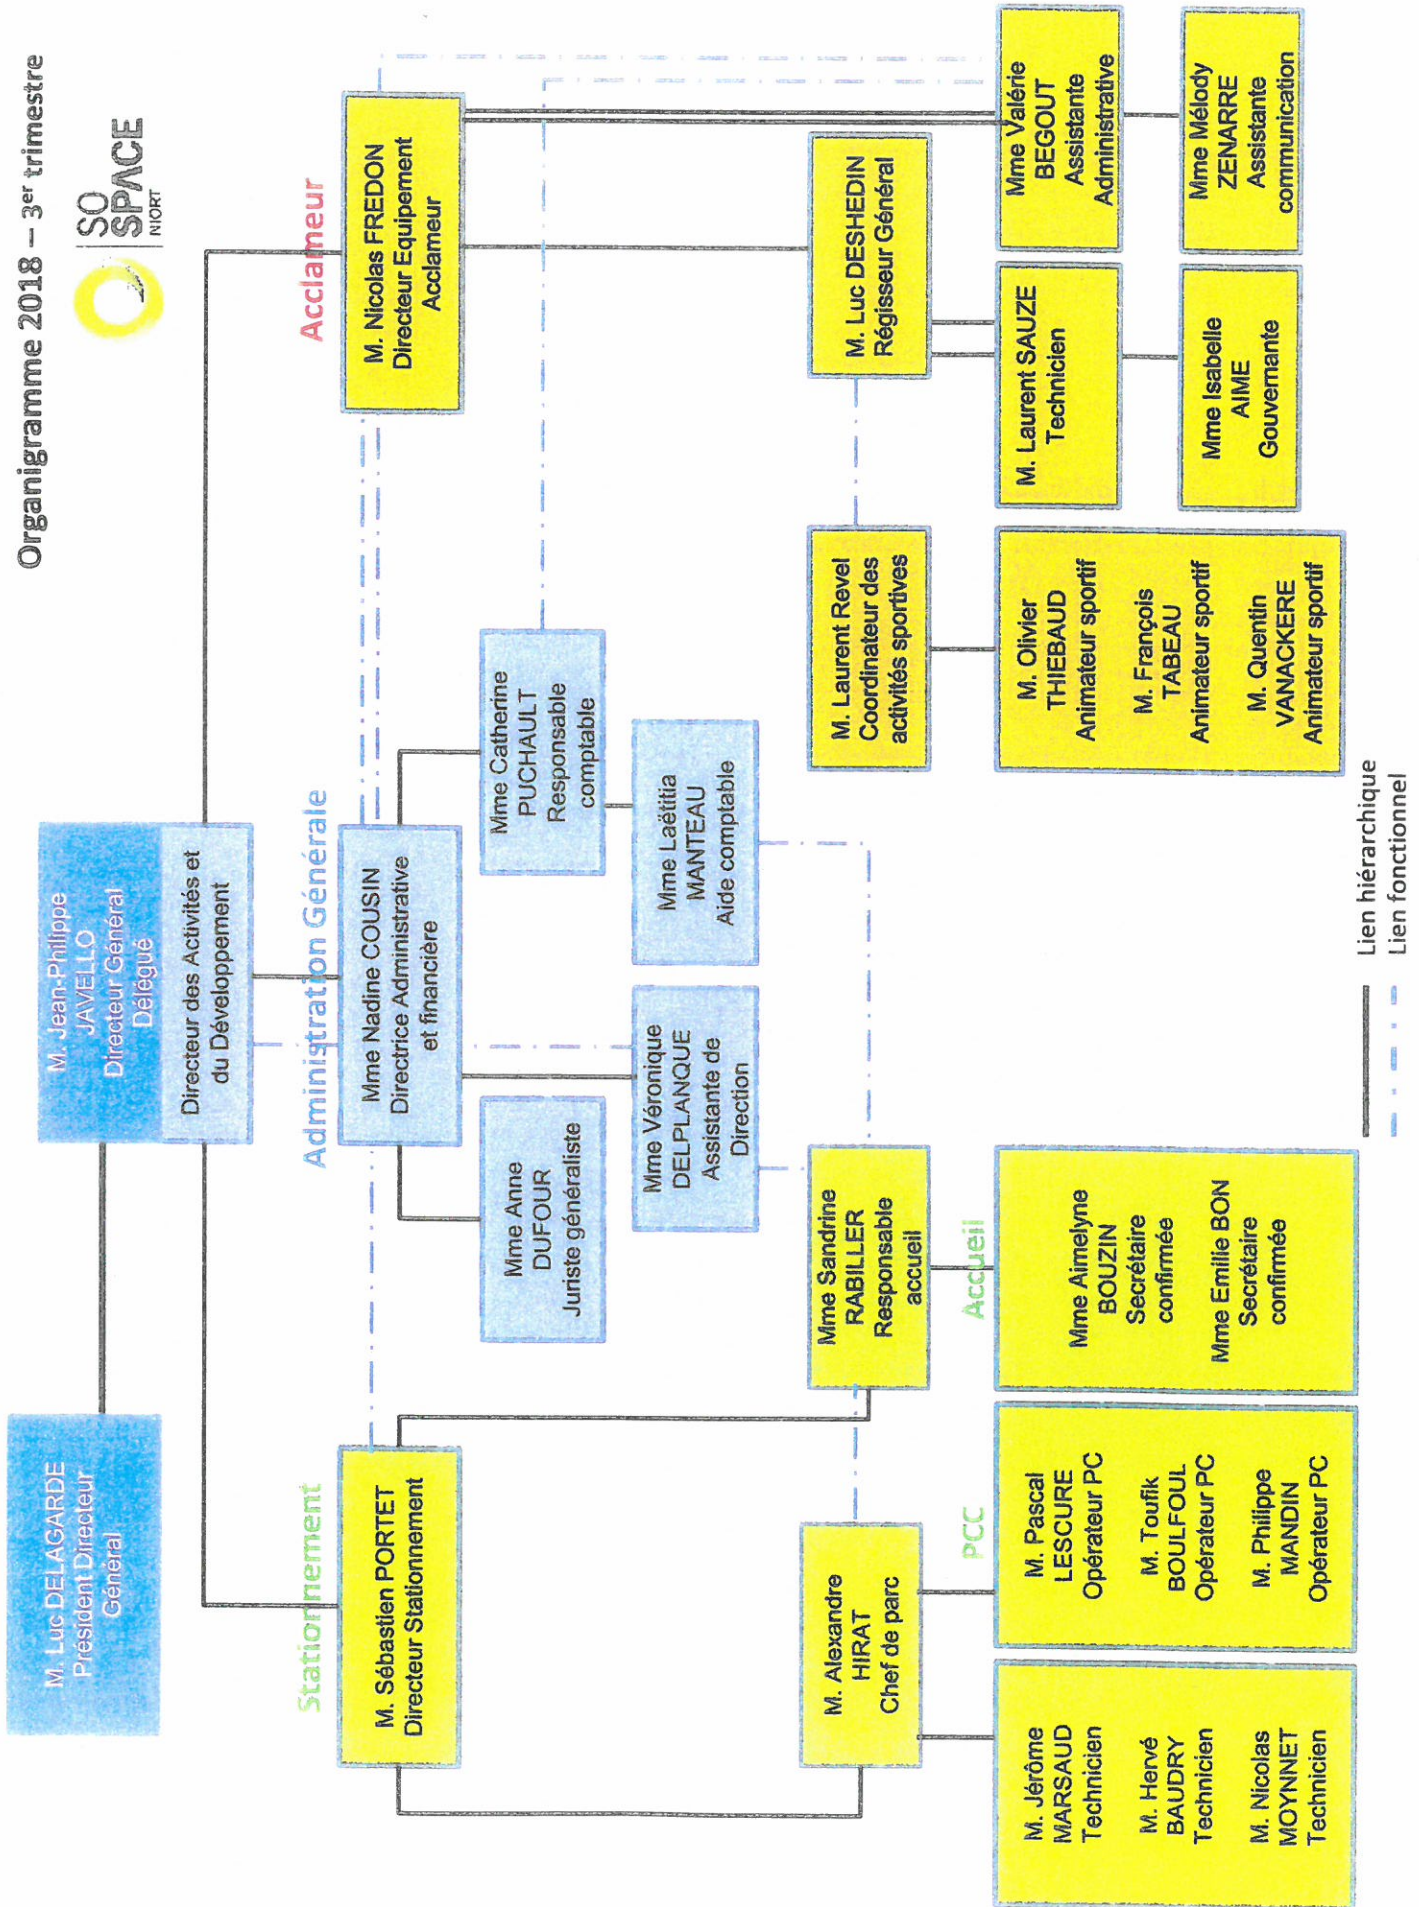 Organigramme 2018 – 3er trimestre
SO
SPACE
NIORT
M. Luc DELAGARDE
Président Directeur
Général
M. Jean-Philippe
JAVELLO
Directeur Général
Délégué
Directeur des Activités et
du Développement
Stationnement
Administration Générale
Acclameur
M. Sébastien PORTET
Directeur Stationnement
Mme Nadine COUSIN
Directrice Administrative
et financière
M. Nicolas FREDON
Directeur Equipement
Acclameur
Mme Anne
DUFOUR
Juriste généraliste
Mme Catherine
PUCHAULT
Responsable
comptable
Mme Véronique
DELPLANQUE
Assistante de
Direction
Mme Laëtitia
MANTEAU
Aide comptable
M. Alexandre
HIRAT
Chef de parc
Mme Sandrine
RABILLER
Responsable
accueil
M. Laurent Revel
Coordinateur des
activités sportives
M. Luc DESHEDIN
Régisseur Général
PCC
Accueil
M. Jérôme
MARSAUD
Technicien
M. Hervé
BAUDRY
Technicien
M. Nicolas
MOYNNET
Technicien
M. Pascal
LESCURE
Opérateur PC
M. Toufik
BOULFOUL
Opérateur PC
M. Philippe
MANDIN
Opérateur PC
Mme Aimelyne
BOUZIN
Secrétaire
confirmée
Mme Emilie BON
Secrétaire
confirmée
M. Olivier
THIEBAUD
Animateur sportif
M. François
TABEAU
Animateur sportif
M. Quentin
VANACKERE
Animateur sportif
M. Laurent SAUZE
Technicien
Mme Valérie
BEGOUT
Assistante
Administrative
Mme Isabelle
AIME
Gouvernante
Mme Mélody
ZENARRE
Assistante
communication
Lien hiérarchique
Lien fonctionnel